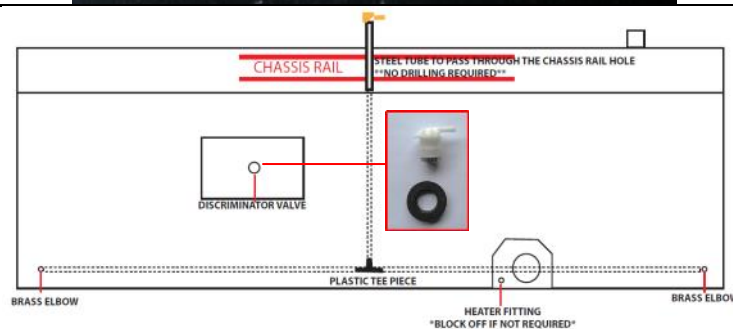 CHASSIS RAIL
STEEL TUBE TO PASS THROUGH THE CHASSIS RAIL HOLE
**NO DRILLING REQUIRED**
DISCRIMINATOR VALVE
PLASTIC TEE PIECE
BRASS ELBOW
BRASS ELBOW
HEATER FITTING
*BLOCK OFF IF NOT REQUIRED*